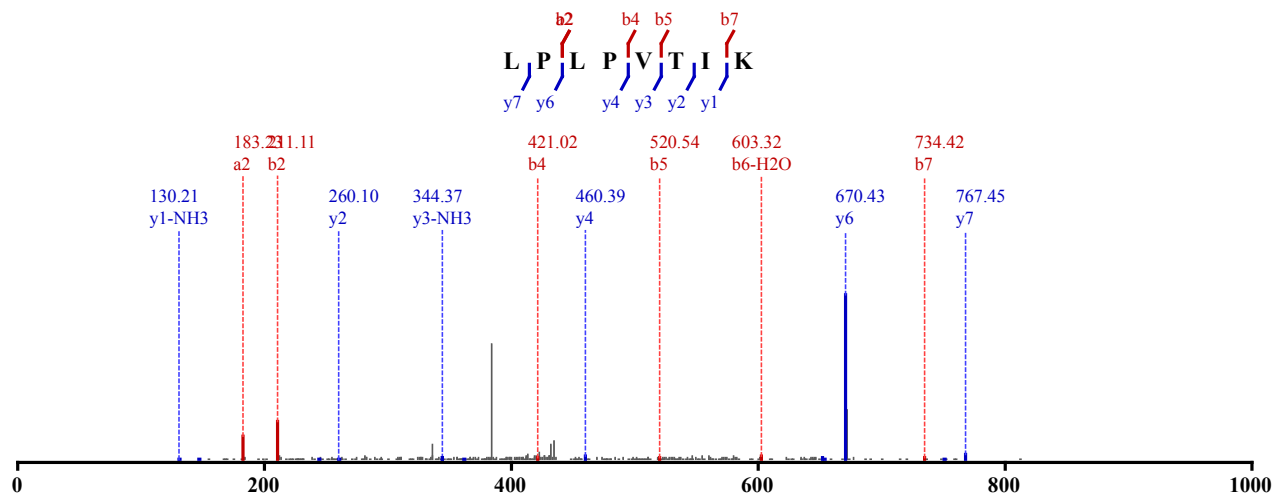 a2 b2 b4 b5 b7
L P L P V T I K
y7 y6 y4 y3 y2 y1
183.23 211.11 421.02 520.54 603.32 734.42
a2 b2 b4 b5 b6-H2O b7
130.21 260.10 344.37 460.39 670.43 767.45
y1-NH3 y2 y3-NH3 y4 y6 y7
0 200 400 600 800 1000